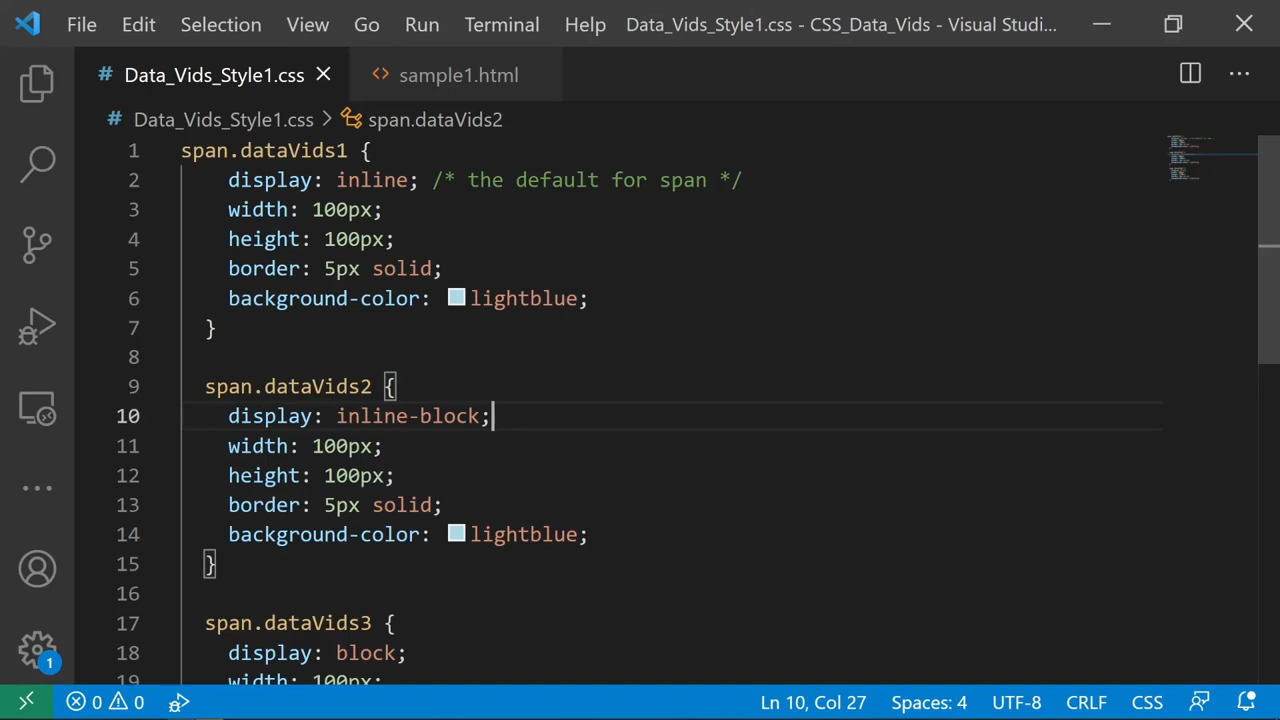 File Edit Selection View Go Run Terminal Help Data_Vids_Style1.css - CSS_Data_Vids - Visual Studi...
# Data_Vids_Style1.css sample1.html
# Data_Vids_Style1.css > span.dataVids2
1 span.dataVids1 {
2 display: inline; /* the default for span */
3 width: 100px;
4 height: 100px;
5 border: 5px solid;
6 background-color: lightblue;
7 }
8
9 span.dataVids2 {
10 display: inline-block;
11 width: 100px;
12 height: 100px;
13 border: 5px solid;
14 background-color: lightblue;
15 }
16
17 span.dataVids3 {
18 display: block;
19 width: 100px;
1
0 0 Ln 10, Col 27 Spaces: 4 UTF-8 CRLF CSS